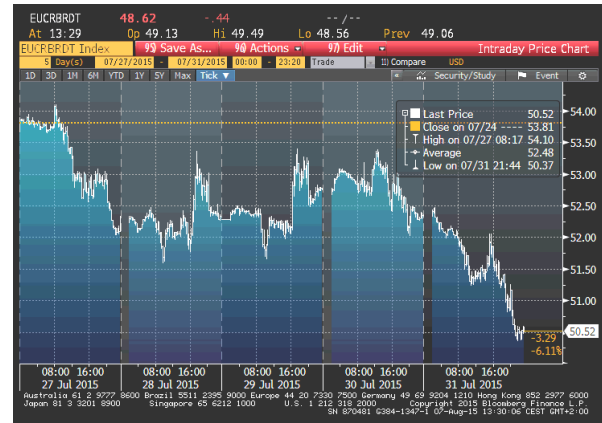 EUCRBRDT 48.62 -.44 -- /--
At 13:29 Op 49.13 Hi 49.49 Lo 48.56 Prev 49.06
EUCRBRDT Index 95) Save As... 96) Actions 97) Edit Intraday Price Chart
5 Day(s) 07/27/2015 - 07/31/2015 00:00 - 23:20 Trade 11) Compare USD
1D 3D 1M 6M YTD 1Y 5Y Max Tick ▼ « Security/Study Event
Last Price 50.52
Close on 07/24 ---- 53.81
High on 07/27 08:17 54.10
Average 52.48
Low on 07/31 21:44 50.37
54.00
53.50
53.00
52.50
52.00
51.50
51.00
50.52
-3.29
-6.11%
08:00 16:00 08:00 16:00 08:00 16:00 08:00 16:00 08:00 16:00
27 Jul 2015 28 Jul 2015 29 Jul 2015 30 Jul 2015 31 Jul 2015
Australia 61 2 9777 8600 Brazil 5511 2395 9000 Europe 44 20 7330 7500 Germany 49 69 9204 1210 Hong Kong 852 2977 6000
Japan 81 3 3201 8900 Singapore 65 6212 1000 U.S. 1 212 318 2000 Copyright 2015 Bloomberg Finance L.P.
SN 870481 G384-1347-1 07-Aug-15 13:30:06 CEST GMT+2:00